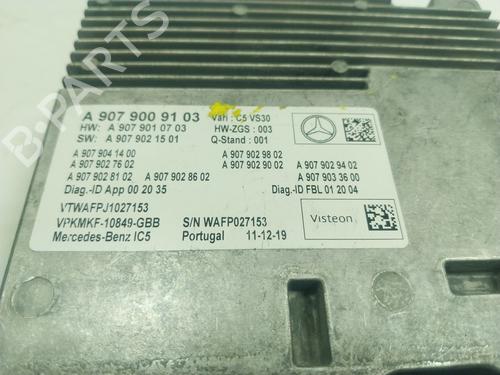 A 907 900 91 03 Vari : C5 VS30
HW: A 907 901 07 03 HW-ZGS : 003
SW: A 907 902 15 01 Q-Stand : 001
A 907 904 14 00 A 907 902 98 02
A 907 902 76 02 A 907 902 90 02 A 907 902 94 02
A 907 902 81 02 A 907 902 86 02 A 907 903 36 00
Diag.-ID App 00 20 35 Diag.-ID FBL 01 20 04
VTWAFPJ1027153
VPKMKF-10849-GBB S/N WAFP027153 Visteon
Mercedes-Benz IC5 Portugal 11-12-19
B-PARTS